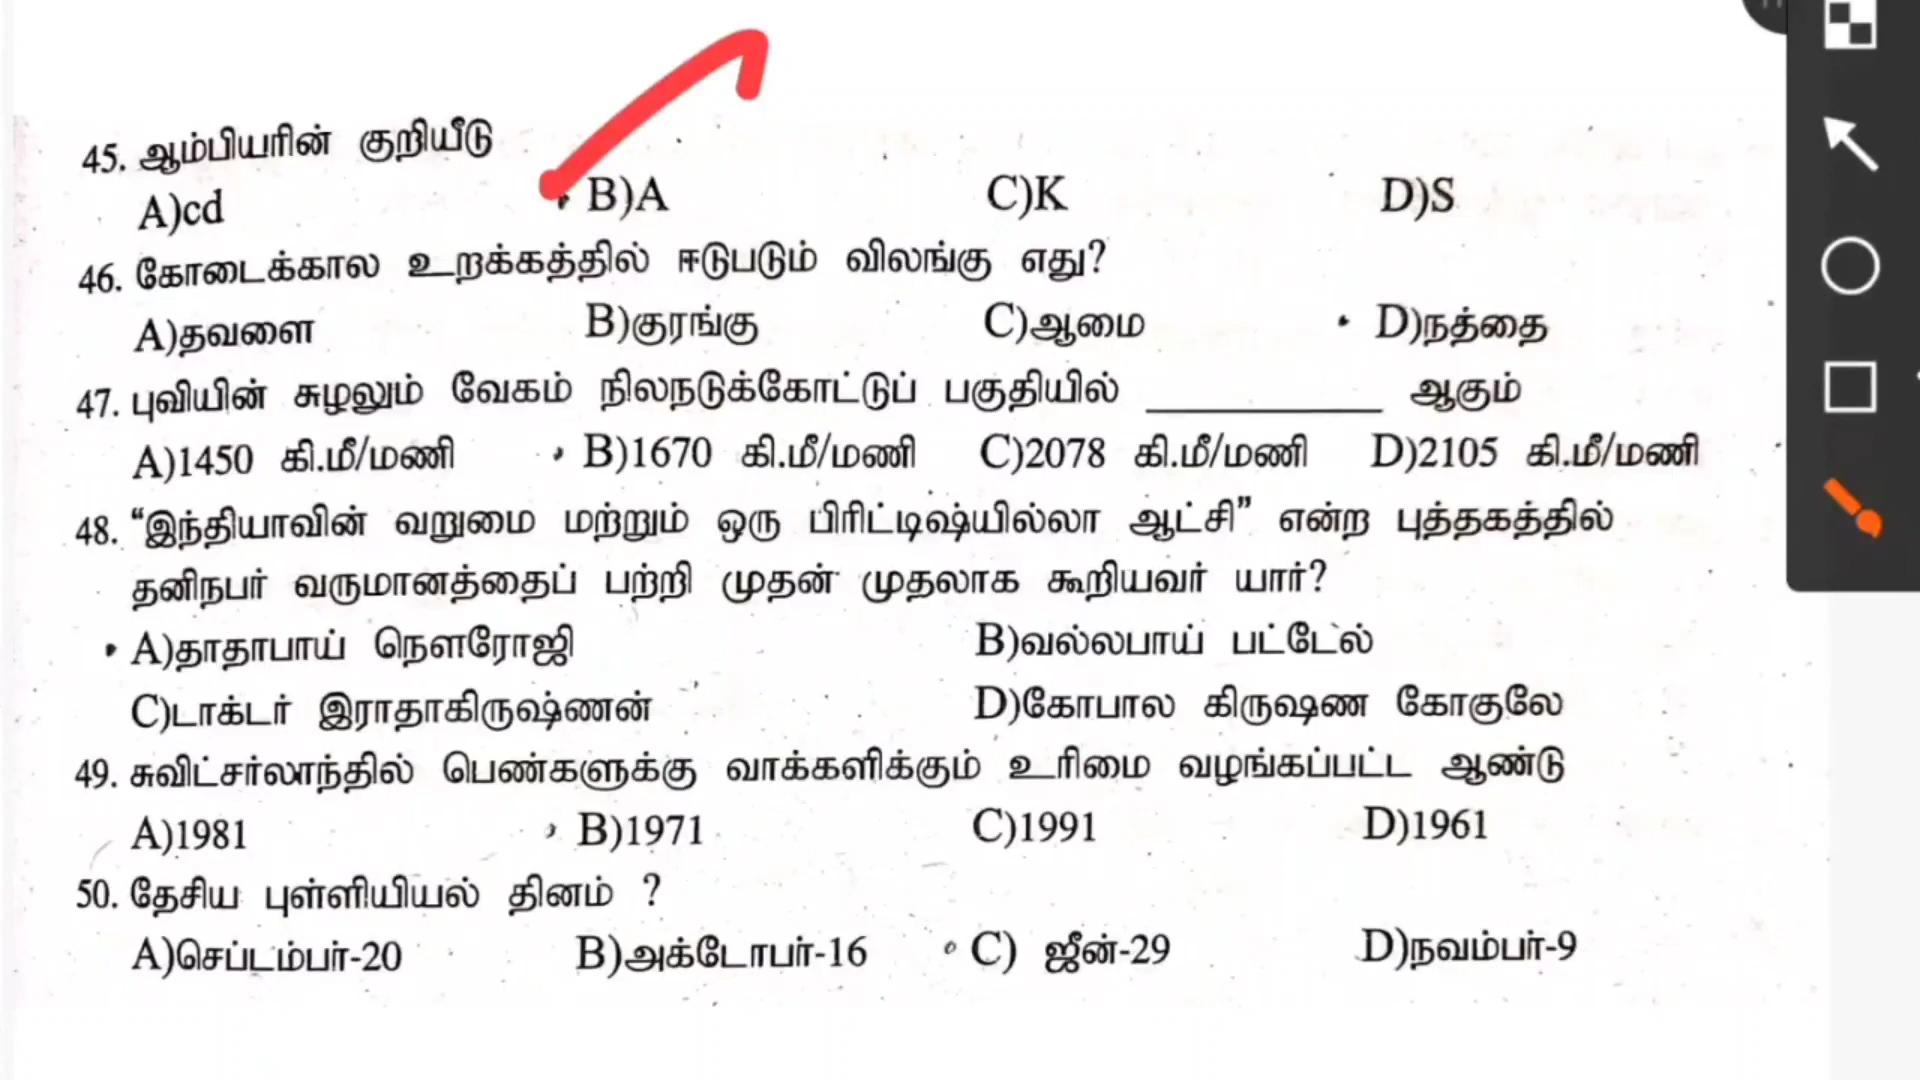 45. ஆம்பியரின் குறியீடு
A)cd B)A C)K D)S
46. கோடைக்கால உறக்கத்தில் ஈடுபடும் விலங்கு எது?
A)தவளை B)குரங்கு C)ஆமை D)நத்தை
47. புவியின் சுழலும் வேகம் நிலநடுக்கோட்டுப் பகுதியில் ____________ ஆகும்
A)1450 கி.மீ/மணி B)1670 கி.மீ/மணி C)2078 கி.மீ/மணி D)2105 கி.மீ/மணி
48. “இந்தியாவின் வறுமை மற்றும் ஒரு பிரிட்டிஷ்யில்லா ஆட்சி” என்ற புத்தகத்தில்
தனிநபர் வருமானத்தைப் பற்றி முதன் முதலாக கூறியவர் யார்?
A)தாதாபாய் நௌரோஜி B)வல்லபாய் பட்டேல்
C)டாக்டர் இராதாகிருஷ்ணன் D)கோபால கிருஷண கோகுலே
49. சுவிட்சர்லாந்தில் பெண்களுக்கு வாக்களிக்கும் உரிமை வழங்கப்பட்ட ஆண்டு
A)1981 B)1971 C)1991 D)1961
50. தேசிய புள்ளியியல் தினம் ?
A)செப்டம்பர்-20 B)அக்டோபர்-16 C) ஜீன்-29 D)நவம்பர்-9